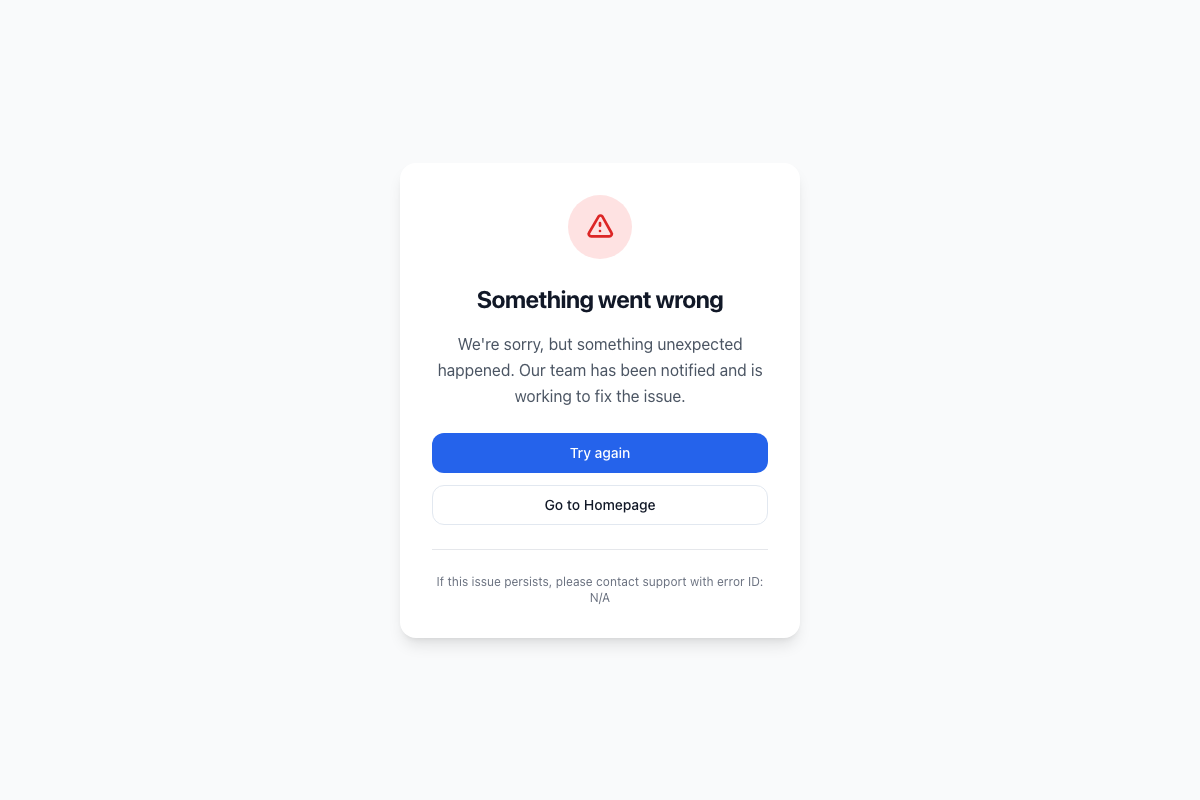 Something went wrong
We're sorry, but something unexpected
happened. Our team has been notified and is
working to fix the issue.
Try again
Go to Homepage
If this issue persists, please contact support with error ID:
N/A